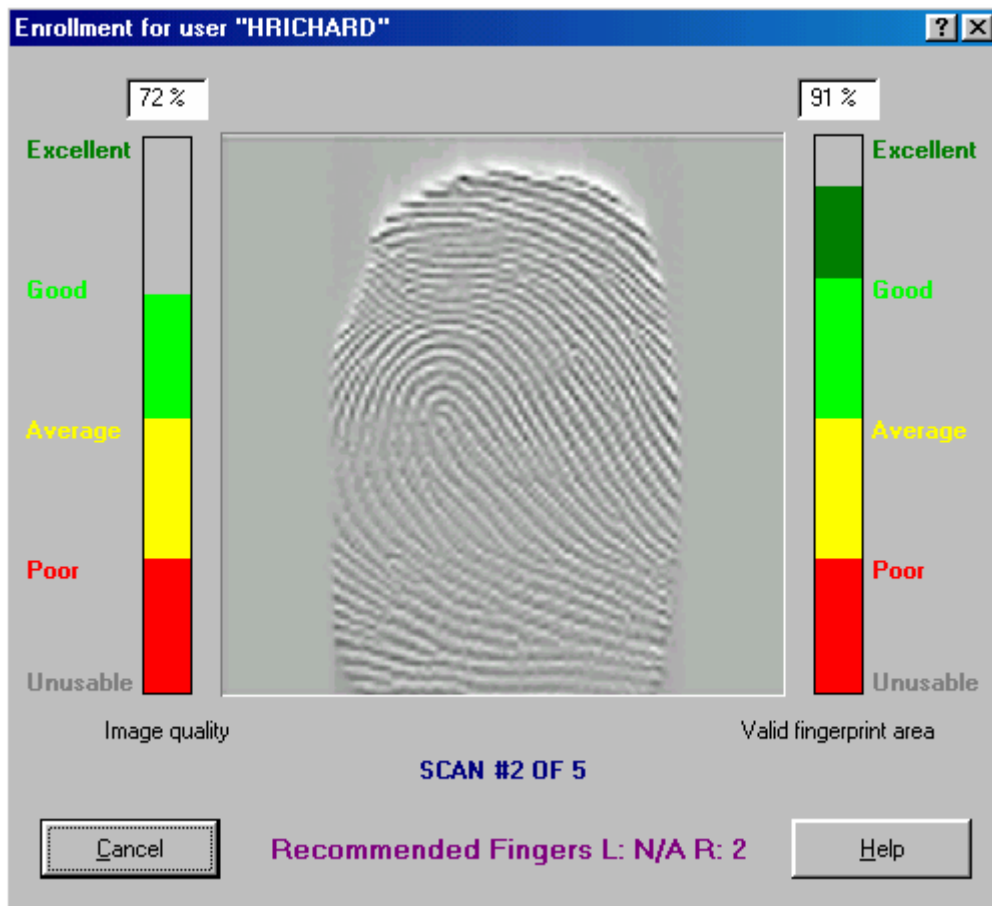 Enrollment for user "HRICHARD"
72 %
91 %
Excellent
Excellent
Good
Good
Average
Average
Poor
Poor
Unusable
Unusable
Image quality
Valid fingerprint area
SCAN #2 OF 5
Cancel
Recommended Fingers L: N/A R: 2
Help